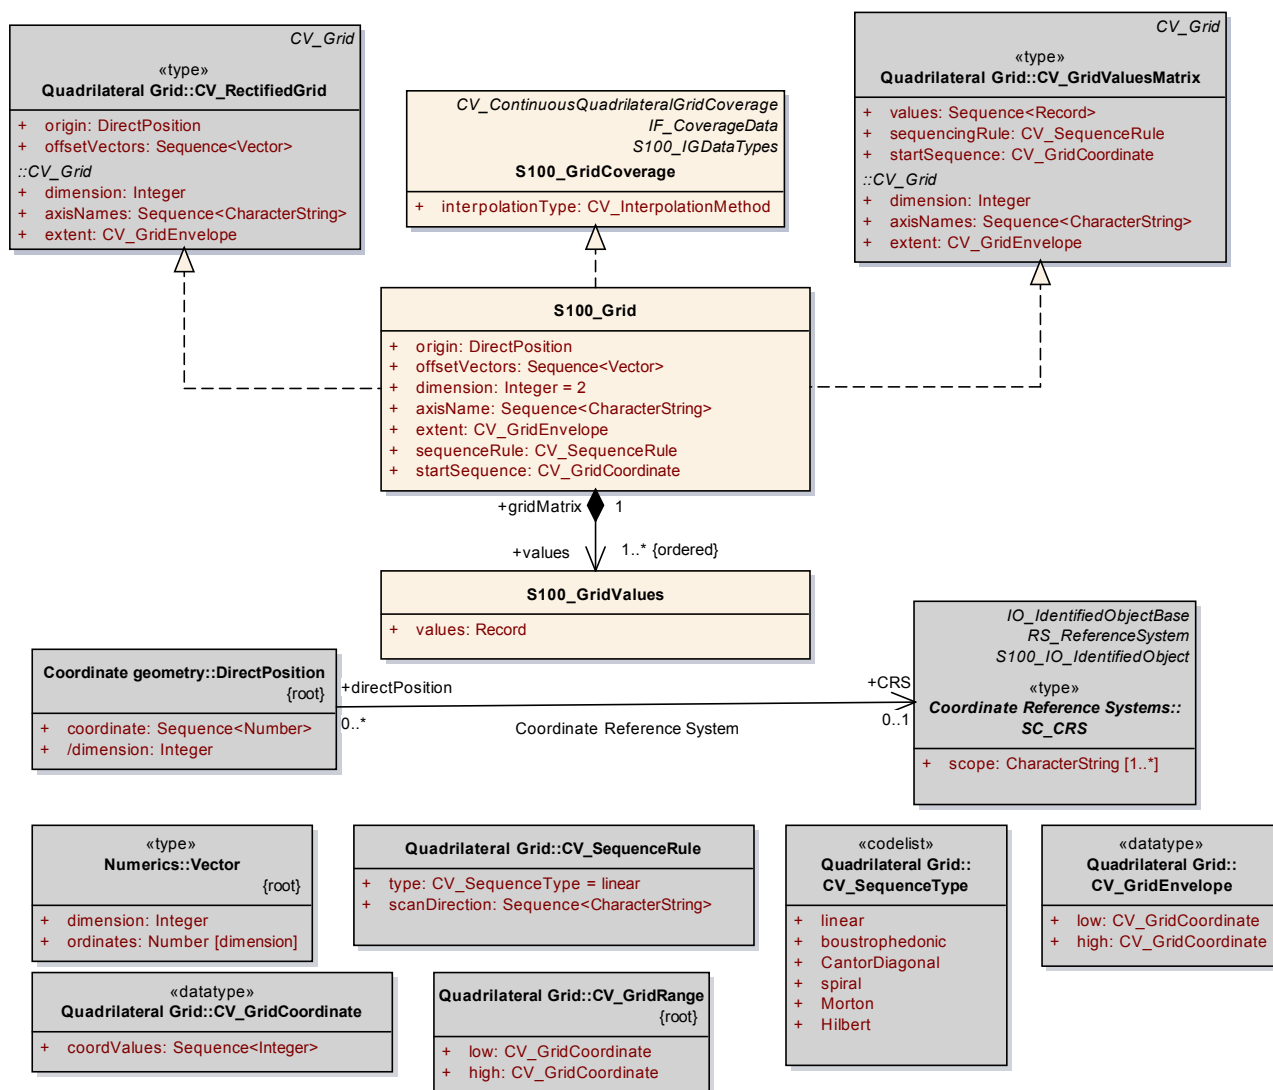 CV_Grid
«type»
Quadrilateral Grid::CV_RectifiedGrid
+ origin: DirectPosition
+ offsetVectors: Sequence<Vector>
::CV_Grid
+ dimension: Integer
+ axisNames: Sequence<CharacterString>
+ extent: CV_GridEnvelope
CV_ContinuousQuadrilateralGridCoverage
IF_CoverageData
S100_IGDataTypes
S100_GridCoverage
+ interpolationType: CV_InterpolationMethod
CV_Grid
«type»
Quadrilateral Grid::CV_GridValuesMatrix
+ values: Sequence<Record>
+ sequencingRule: CV_SequenceRule
+ startSequence: CV_GridCoordinate
::CV_Grid
+ dimension: Integer
+ axisNames: Sequence<CharacterString>
+ extent: CV_GridEnvelope
S100_Grid
+ origin: DirectPosition
+ offsetVectors: Sequence<Vector>
+ dimension: Integer = 2
+ axisName: Sequence<CharacterString>
+ extent: CV_GridEnvelope
+ sequenceRule: CV_SequenceRule
+ startSequence: CV_GridCoordinate
+gridMatrix 1
+values 1..* {ordered}
S100_GridValues
+ values: Record
Coordinate geometry::DirectPosition
{root}
+ coordinate: Sequence<Number>
+ /dimension: Integer
+directPosition
0..*
Coordinate Reference System
+CRS
0..1
IO_IdentifiedObjectBase
RS_ReferenceSystem
S100_IO_IdentifiedObject
«type»
Coordinate Reference Systems::
SC_CRS
+ scope: CharacterString [1..*]
«type»
Numerics::Vector
{root}
+ dimension: Integer
+ ordinates: Number [dimension]
Quadrilateral Grid::CV_SequenceRule
+ type: CV_SequenceType = linear
+ scanDirection: Sequence<CharacterString>
«codelist»
Quadrilateral Grid::
CV_SequenceType
+ linear
+ boustrophedonic
+ CantorDiagonal
+ spiral
+ Morton
+ Hilbert
«datatype»
Quadrilateral Grid::
CV_GridEnvelope
+ low: CV_GridCoordinate
+ high: CV_GridCoordinate
«datatype»
Quadrilateral Grid::CV_GridCoordinate
+ coordValues: Sequence<Integer>
Quadrilateral Grid::CV_GridRange
{root}
+ low: CV_GridCoordinate
+ high: CV_GridCoordinate